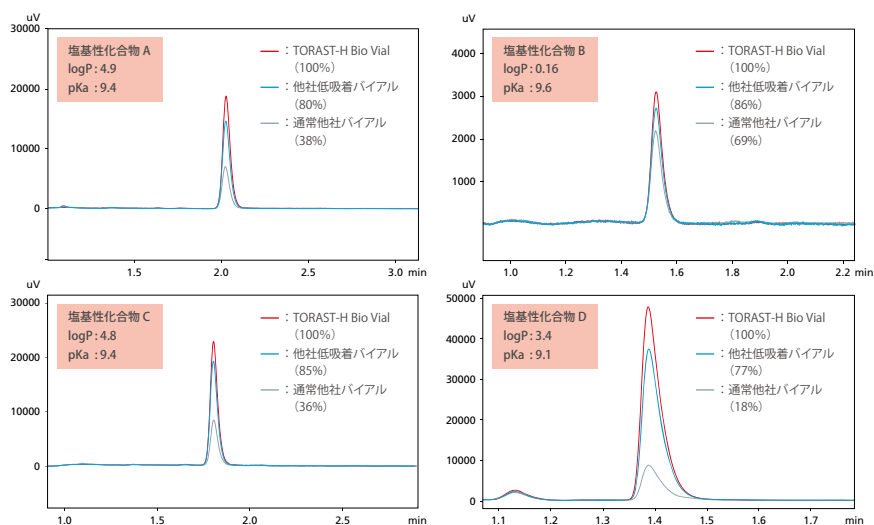 uV
30000
20000
10000
0
塩基性化合物 A
logP : 4.9
pKa : 9.4
: TORAST-H Bio Vial
(100%)
: 他社低吸着バイアル
(80%)
: 通常他社バイアル
(38%)
1.5
2.0
2.5
3.0
min
uV
4000
3000
2000
1000
0
塩基性化合物 B
logP : 0.16
pKa : 9.6
: TORAST-H Bio Vial
(100%)
: 他社低吸着バイアル
(86%)
: 通常他社バイアル
(69%)
1.0
1.2
1.4
1.6
1.8
2.0
2.2
min
uV
30000
20000
10000
0
塩基性化合物 C
logP : 4.8
pKa : 9.4
: TORAST-H Bio Vial
(100%)
: 他社低吸着バイアル
(85%)
: 通常他社バイアル
(36%)
1.0
1.5
2.0
2.5
min
uV
50000
40000
30000
20000
10000
0
塩基性化合物 D
logP : 3.4
pKa : 9.1
: TORAST-H Bio Vial
(100%)
: 他社低吸着バイアル
(77%)
: 通常他社バイアル
(18%)
1.1
1.2
1.3
1.4
1.5
1.6
1.7
min